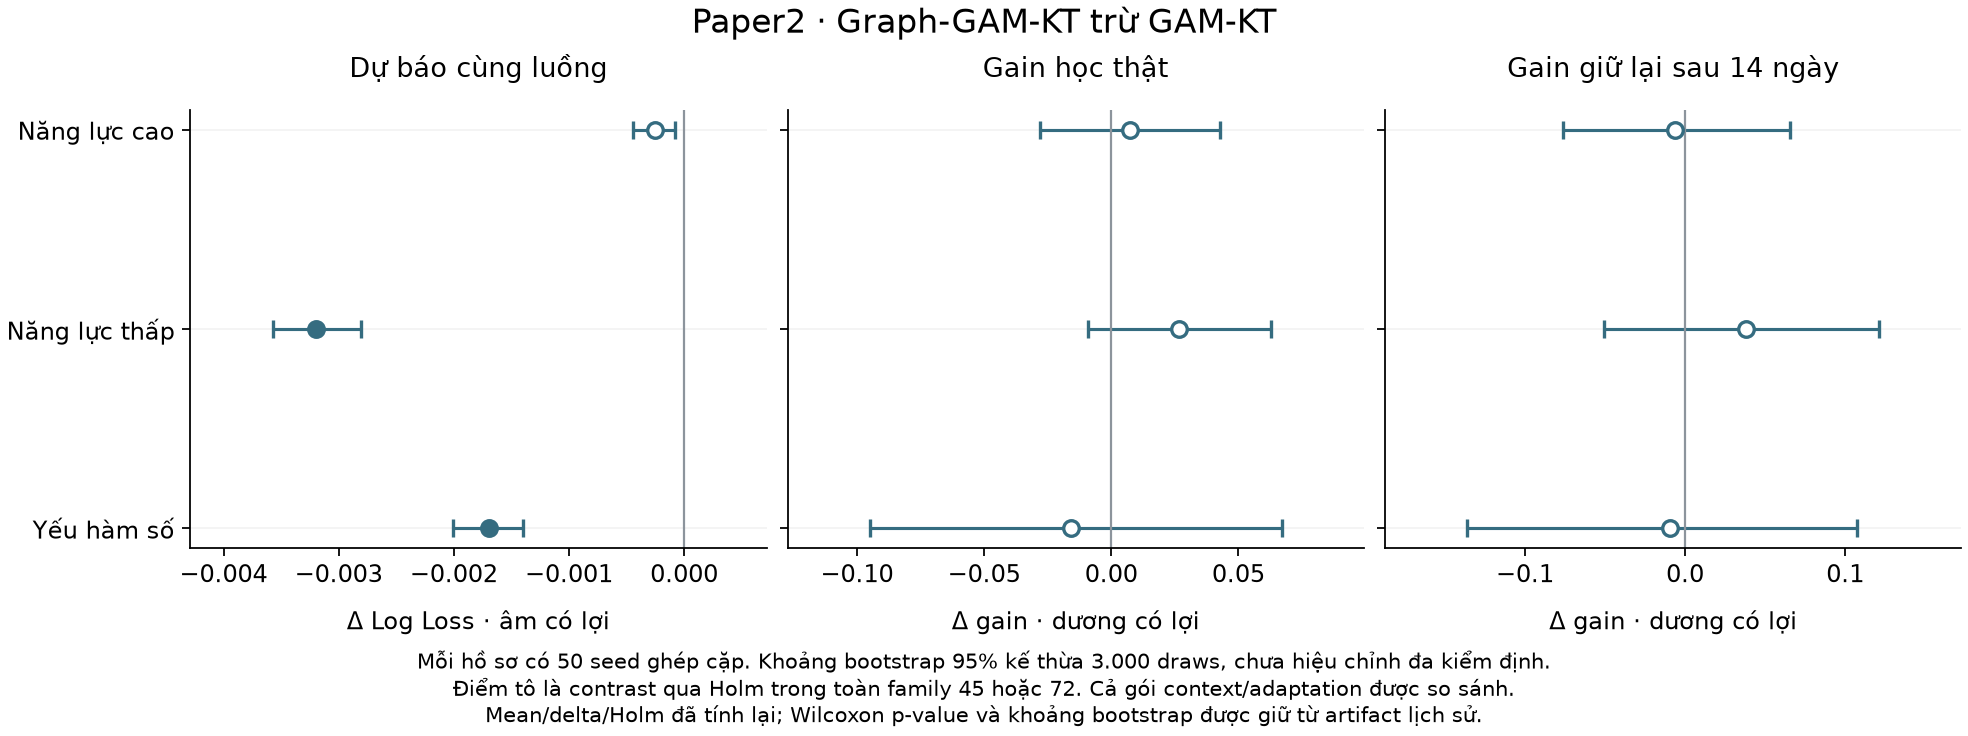 Paper2 · Graph-GAM-KT trừ GAM-KT
Dự báo cùng luồng
Gain học thật
Gain giữ lại sau 14 ngày
Năng lực cao
Năng lực thấp
Yếu hàm số
−0.004 −0.003 −0.002 −0.001 0.000
−0.10 −0.05 0.00 0.05
−0.1 0.0 0.1
Δ Log Loss · âm có lợi
Δ gain · dương có lợi
Δ gain · dương có lợi
Mỗi hồ sơ có 50 seed ghép cặp. Khoảng bootstrap 95% kế thừa 3.000 draws, chưa hiệu chỉnh đa kiểm định.
Điểm tô là contrast qua Holm trong toàn family 45 hoặc 72. Cả gói context/adaptation được so sánh.
Mean/delta/Holm đã tính lại; Wilcoxon p-value và khoảng bootstrap được giữ từ artifact lịch sử.